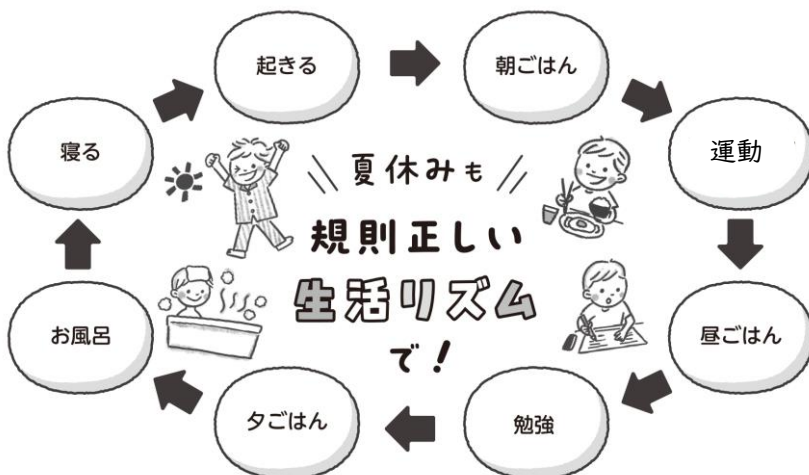 起きる
朝ごはん
運動
昼ごはん
勉強
夕ごはん
お風呂
寝る
夏休みも
規則正しい
生活リズム
で！